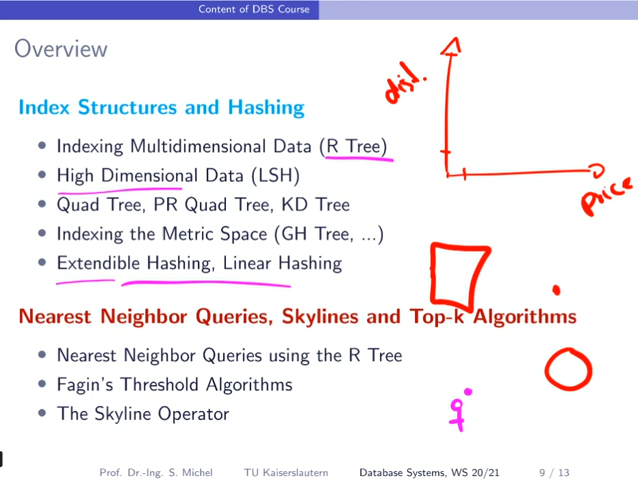 Content of DBS Course
Overview
Index Structures and Hashing
• Indexing Multidimensional Data (R Tree)
• High Dimensional Data (LSH)
• Quad Tree, PR Quad Tree, KD Tree
• Indexing the Metric Space (GH Tree, ...)
• Extendible Hashing, Linear Hashing
Nearest Neighbor Queries, Skylines and Top-k Algorithms
• Nearest Neighbor Queries using the R Tree
• Fagin's Threshold Algorithms
• The Skyline Operator
dist.
price
q
Prof. Dr.-Ing. S. Michel TU Kaiserslautern Database Systems, WS 20/21 9 / 13